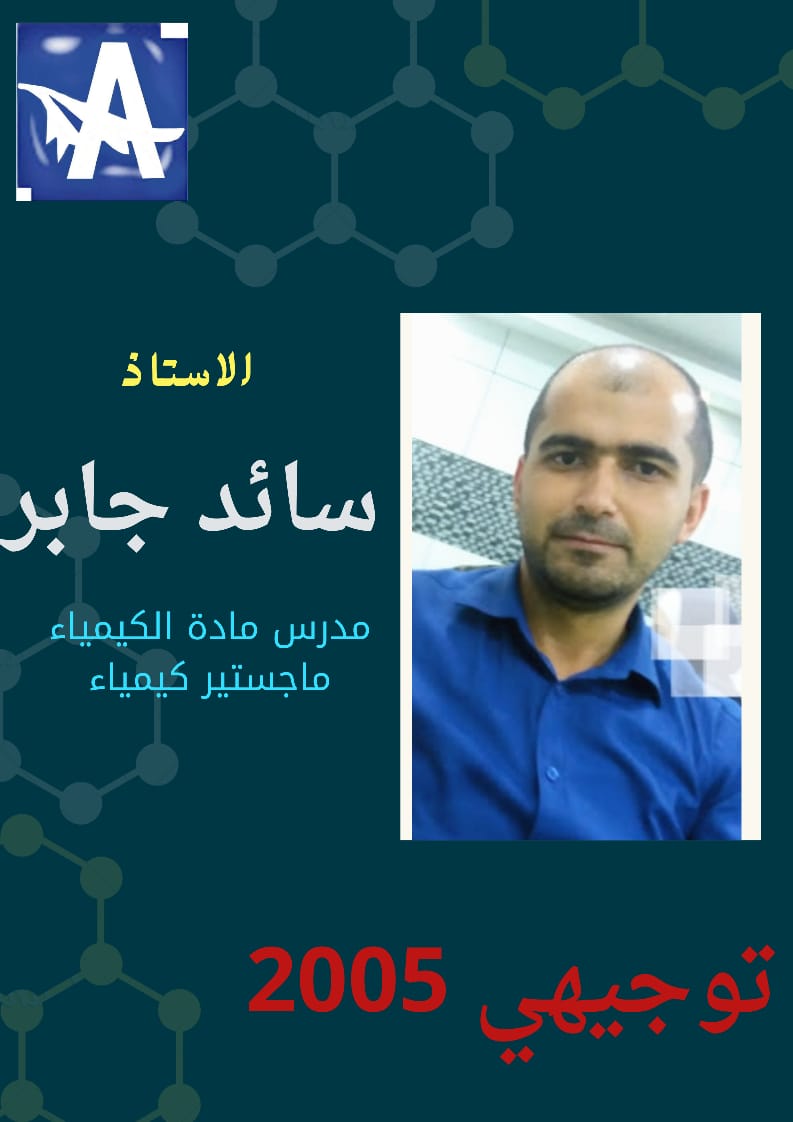 A
الاستاذ
سائد جابر
مدرس مادة الكيمياء
ماجستير كيمياء
توجيهي 2005